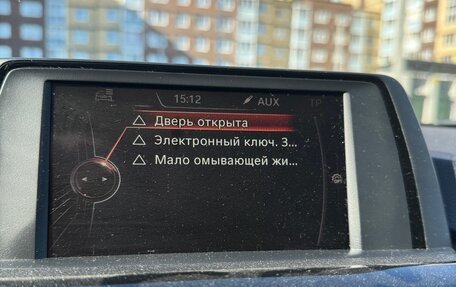 15:12
AUX
TP
Дверь открыта
Электронный ключ. З...
Мало омывающей жи...